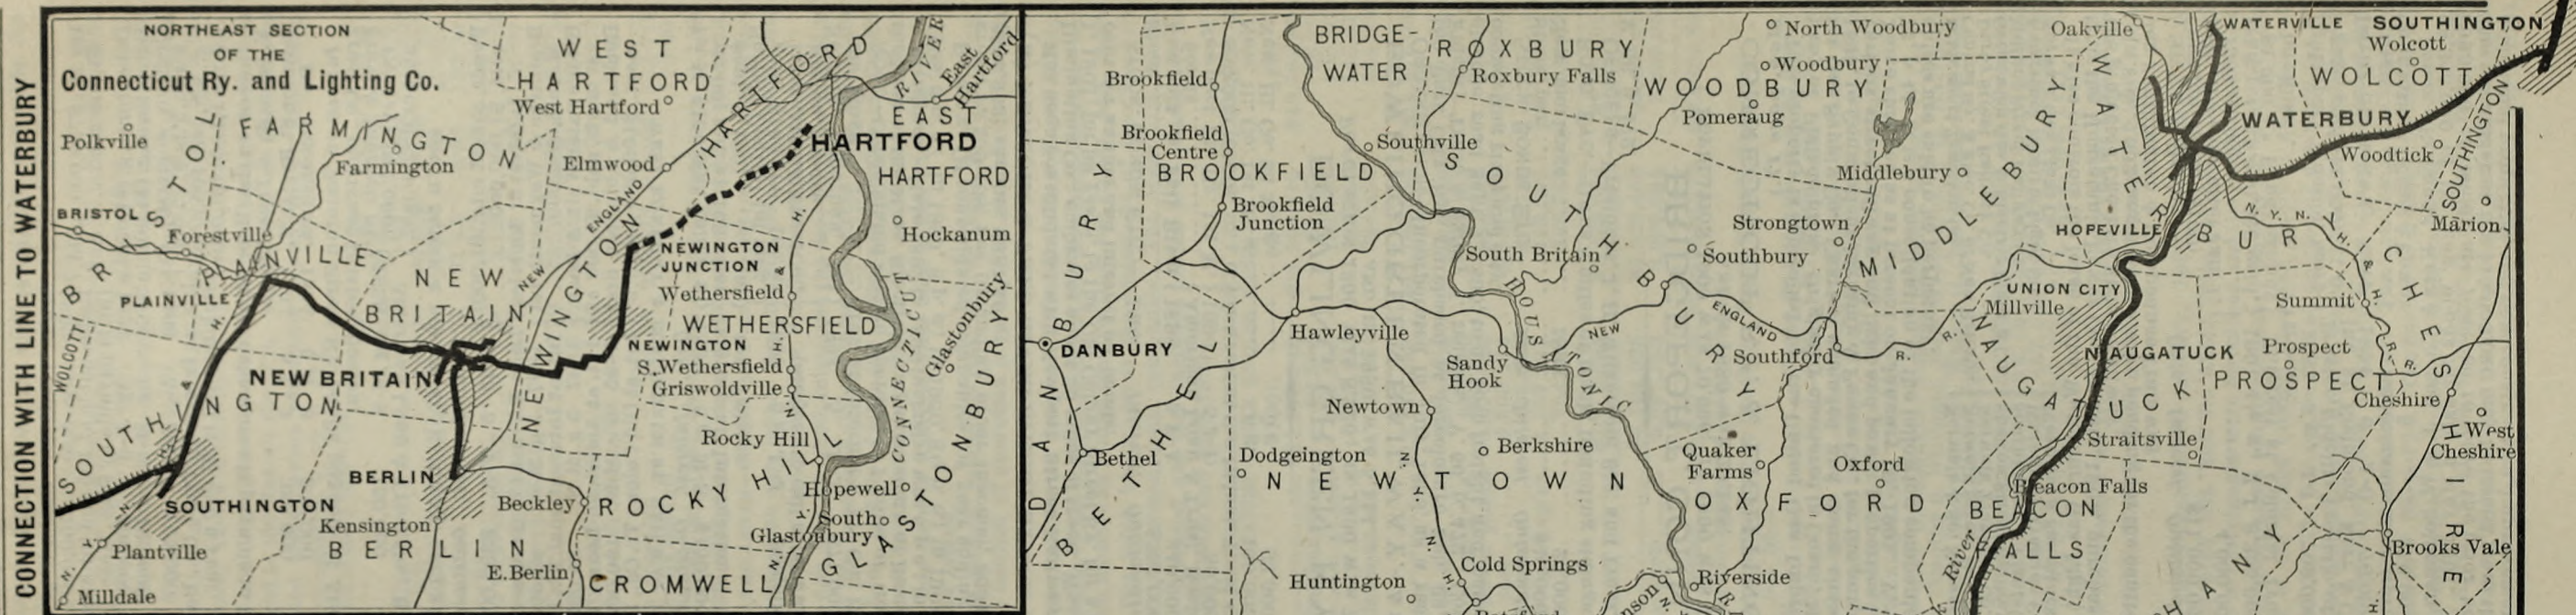 CONNECTION WITH LINE TO WATERBURY
NORTHEAST SECTION
OF THE
Connecticut Ry. and Lighting Co.
WEST
HARTFORD
West Hartford
HARTFORD
RIVER
East
Hartford
EAST
HARTFORD
HARTFORD
Polkville
FARMINGTON
Farmington
Elmwood
BRISTOL
BRISTOL
Forestville
PLAINVILLE
PLAINVILLE
NEW
BRITAIN
NEW ENGLAND
NEWINGTON
NEWINGTON
JUNCTION
Wethersfield
WETHERSFIELD
NEWINGTON
S. Wethersfield
Griswoldville
Hockanum
CONNECTICUT
Glastonbury
GLASTONBURY
WOLCOTT
NEW BRITAIN
SOUTHINGTON
BERLIN
SOUTHINGTON
Kensington
BERLIN
Plantville
Milldale
Beckley
E. Berlin
Rocky Hill
ROCKY HILL
Hopewell
South
Glastonbury
CROMWELL
N. Y. N. H. &
N. Y. N. H. &
BRIDGE-
WATER
ROXBURY
Roxbury Falls
North Woodbury
Woodbury
WOODBURY
Pomeraug
Oakville
WATERVILLE
SOUTHINGTON
Wolcott
WOLCOTT
WATERBURY
Woodtick
SOUTHINGTON
Marion
Brookfield
Brookfield
Centre
BROOKFIELD
Brookfield
Junction
Southville
SOUTHBURY
South Britain
Strongtown
Southbury
Middlebury
MIDDLEBURY
WATERBURY
HOPEVILLE
N. Y. N. H. & H. R. R.
UNION CITY
Millville
Summit
CHESHIRE
DANBURY
DANBURY
Hawleyville
Sandy
Hook
HOUSATONIC
NEW ENGLAND R. R.
Southford
NAUGATUCK
NAUGATUCK
Prospect
PROSPECT
Cheshire
West
Cheshire
Bethel
BETHEL
Newtown
Berkshire
Dodgeington
NEWTOWN
Quaker
Farms
Oxford
OXFORD
Straitsville
Beacon Falls
BEACON
FALLS
River
Brooks Vale
N. Y. N. H.
Huntington
Cold Springs
Riverside
HANY